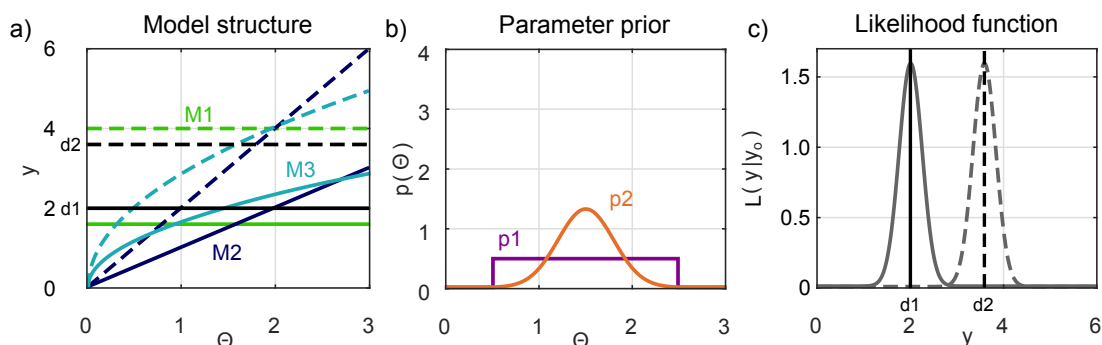 a) Model structure
6
4
d2
d1
2
0
y
M1
M3
M2
0 1 2 3
Θ
b) Parameter prior
4
3
2
1
0
p(Θ)
p2
p1
0 1 2 3
Θ
c) Likelihood function
1.5
1.0
0.5
0
L( y|yo)
d1 d2
0 2 4 6
y